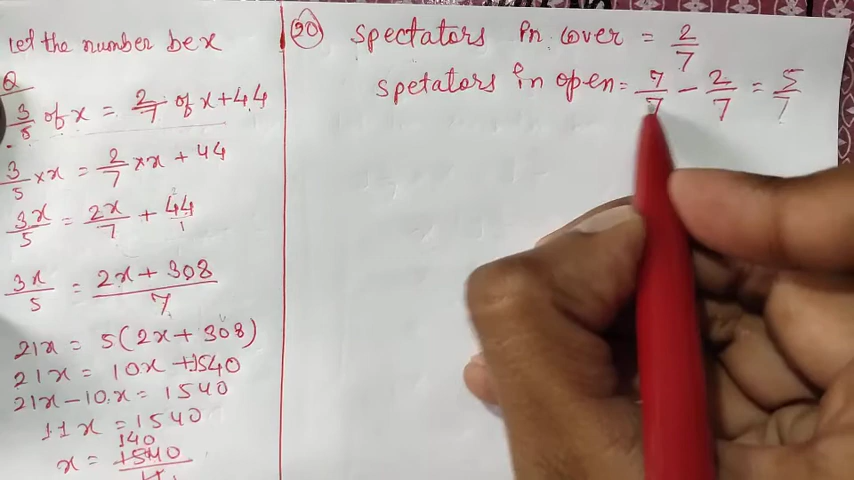 Let the number be x
Q
3/5 of x = 2/7 of x + 44
3/5 × x = 2/7 × x + 44
3x/5 = 2x/7 + 44/1
3x/5 = 2x + 308/7
21x = 5(2x + 308)
21x = 10x + 1540
21x - 10x = 1540
11x = 1540
140
x = 1540/11
20 spectators in cover = 2/7
spetators in open = 7/7 - 2/7 = 5/7